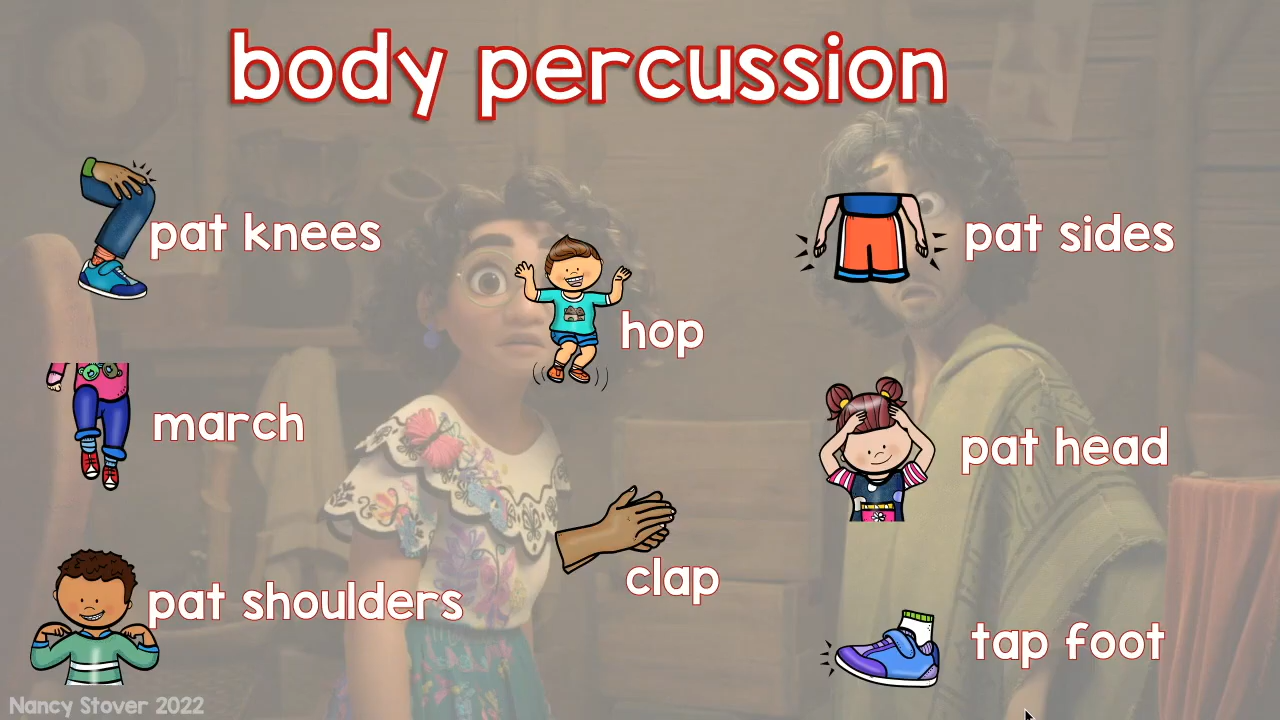 body percussion
pat knees
pat sides
hop
march
pat head
clap
pat shoulders
tap foot
Nancy Stover 2022